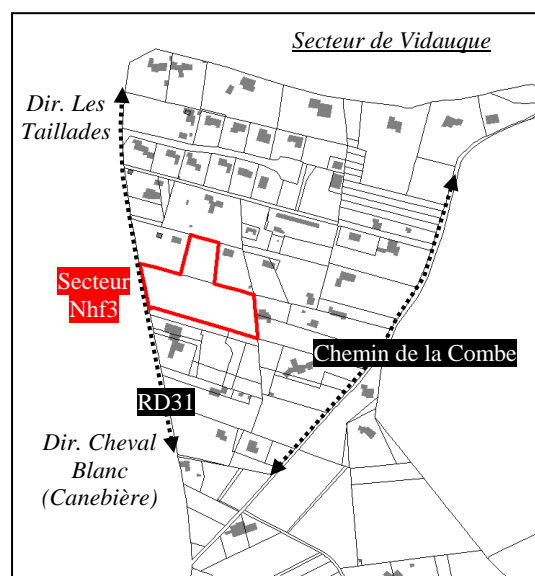 Secteur de Vidauque
Dir. Les
Taillades
Secteur
Nhf3
Chemin de la Combe
RD31
Dir. Cheval
Blanc
(Canebière)